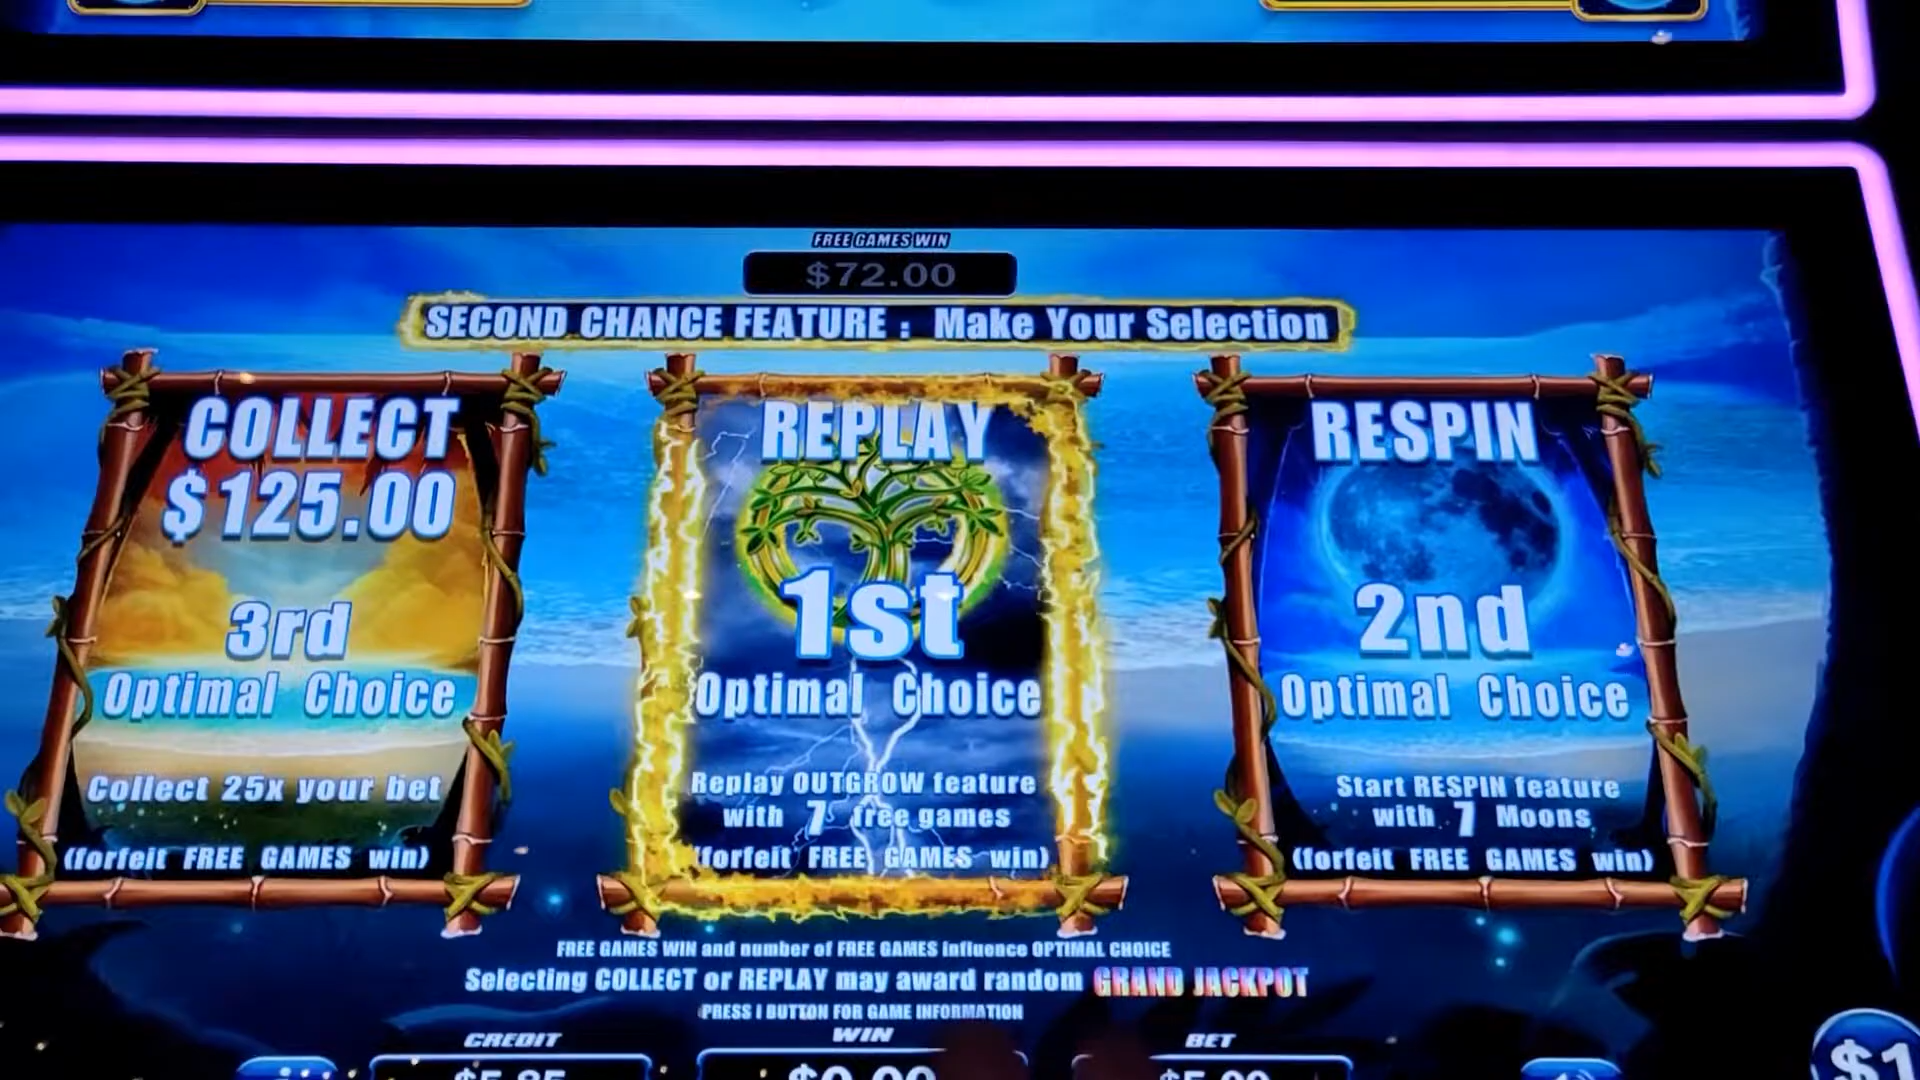 FREE GAMES WIN
$72.00
SECOND CHANCE FEATURE : Make Your Selection
COLLECT
$125.00
3rd
Optimal Choice
Collect 25x your bet
(forfeit FREE GAMES win)
REPLAY
1st
Optimal Choice
Replay OUTGROW feature
with 7 free games
(forfeit FREE GAMES win)
RESPIN
2nd
Optimal Choice
Start RESPIN feature
with 7 Moons
(forfeit FREE GAMES win)
FREE GAMES WIN and number of FREE GAMES influence OPTIMAL CHOICE
Selecting COLLECT or REPLAY may award random GRAND JACKPOT
PRESS I BUTTON FOR GAME INFORMATION
CREDIT
WIN
BET
$5.00
$1